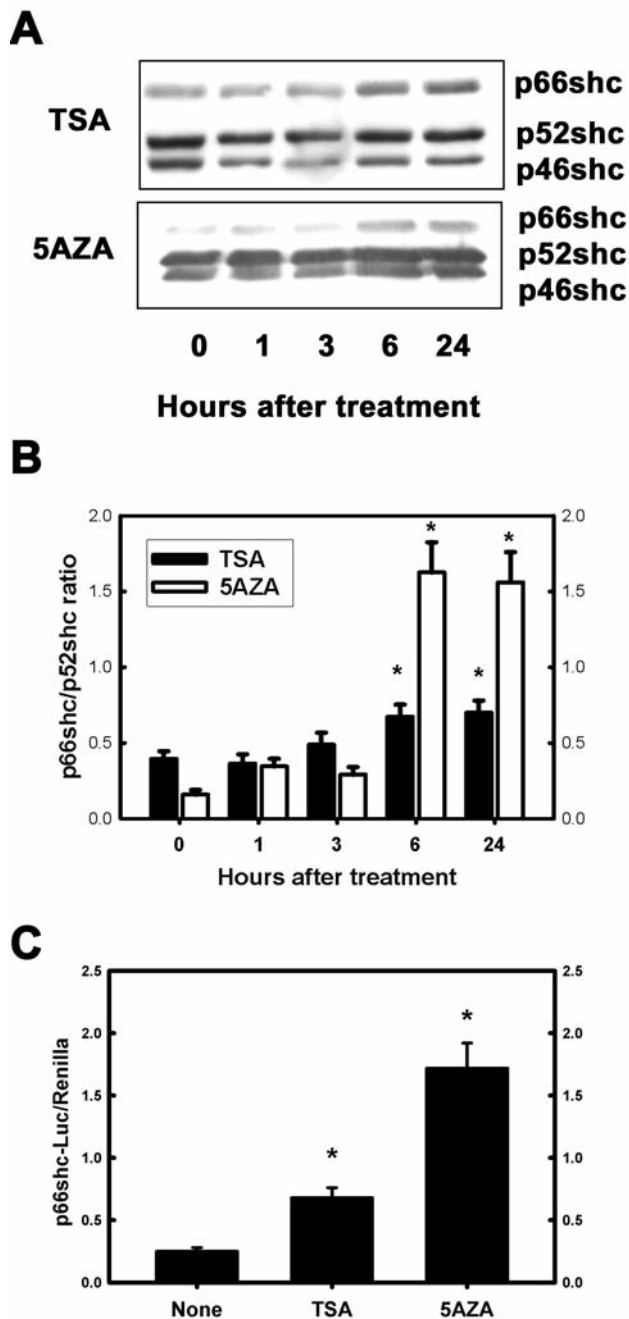 A
TSA
p66shc
p52shc
p46shc
5AZA
p66shc
p52shc
p46shc
0 1 3 6 24
Hours after treatment
B
p66shc/p52shc ratio
2.0
1.5
1.0
0.5
0.0
TSA
5AZA
* * * *
2.0
1.5
1.0
0.5
0.0
0 1 3 6 24
Hours after treatment
C
p66shc-Luc/Renilla
2.5
2.0
1.5
1.0
0.5
0.0
* *
2.5
2.0
1.5
1.0
0.5
0.0
None TSA 5AZA